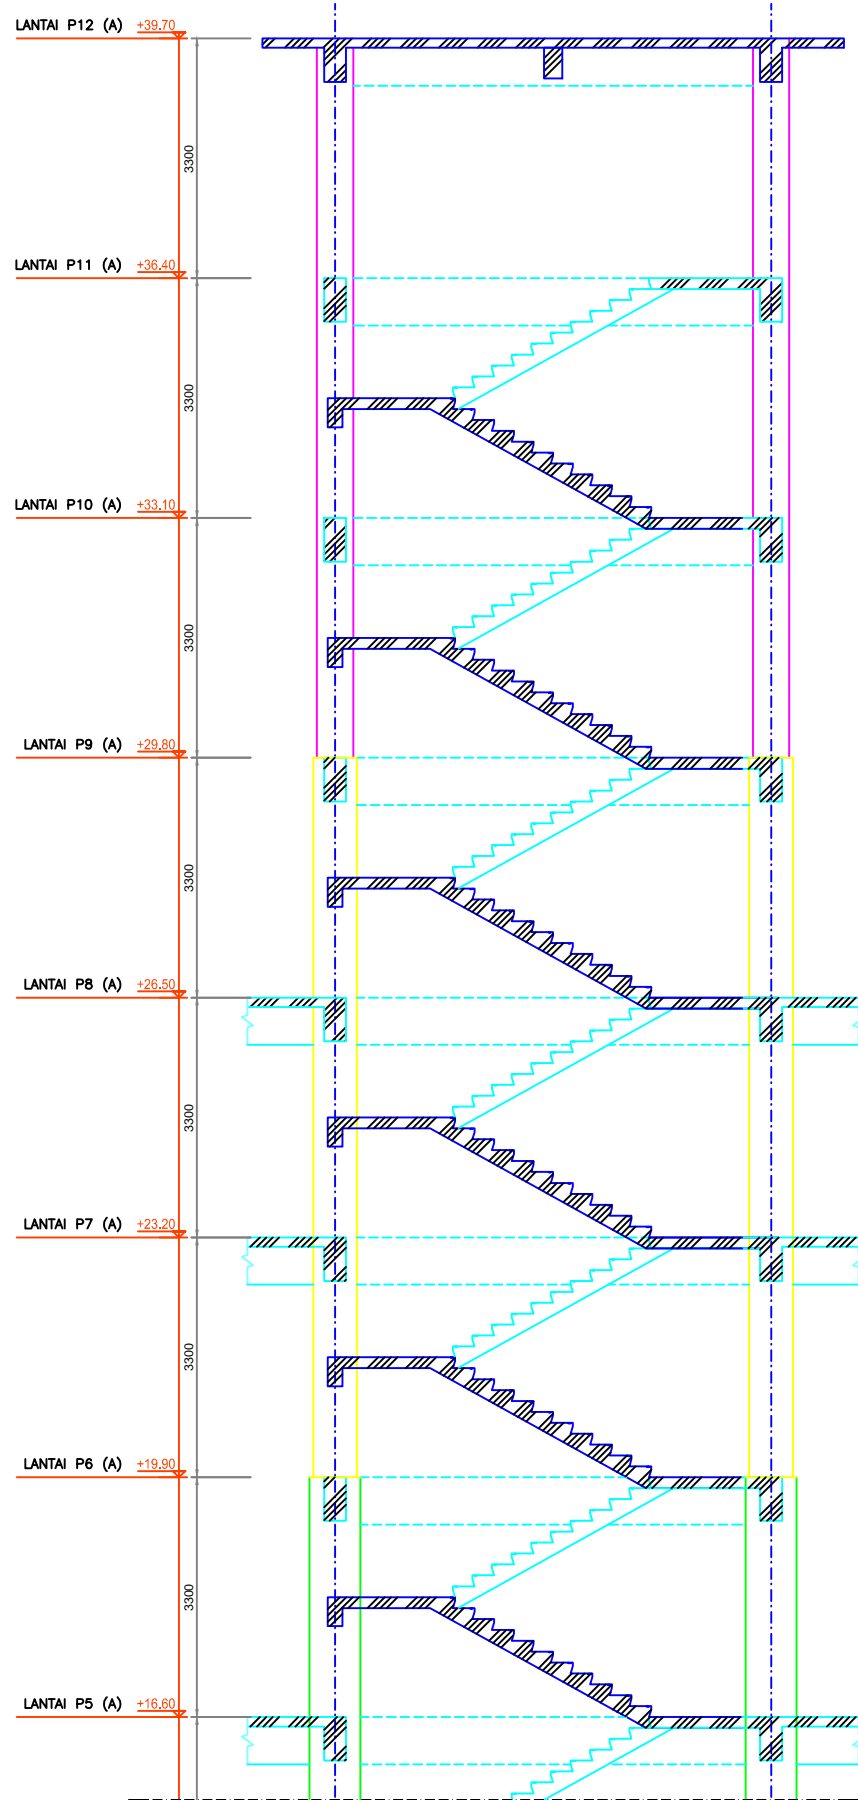 LANTAI P12 (A) +39.70
3300
LANTAI P11 (A) +36.40
3300
LANTAI P10 (A) +33.10
3300
LANTAI P9 (A) +29.80
3300
LANTAI P8 (A) +26.50
3300
LANTAI P7 (A) +23.20
3300
LANTAI P6 (A) +19.90
3300
LANTAI P5 (A) +16.60